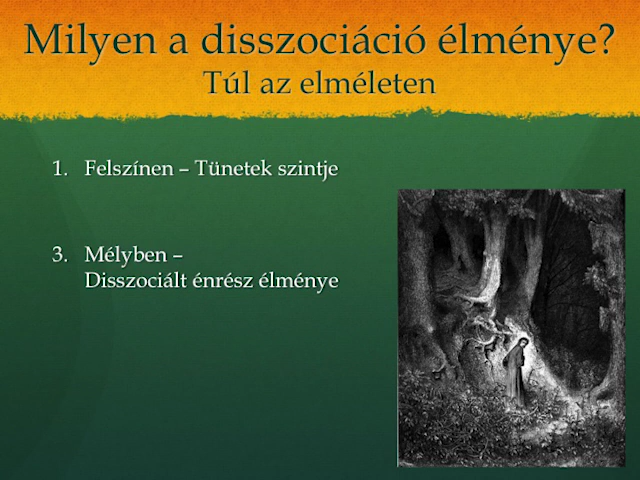 Milyen a disszociáció élménye?
Túl az elméleten
1. Felszínen – Tünetek szintje
3. Mélyben –
Disszociált énrész élménye